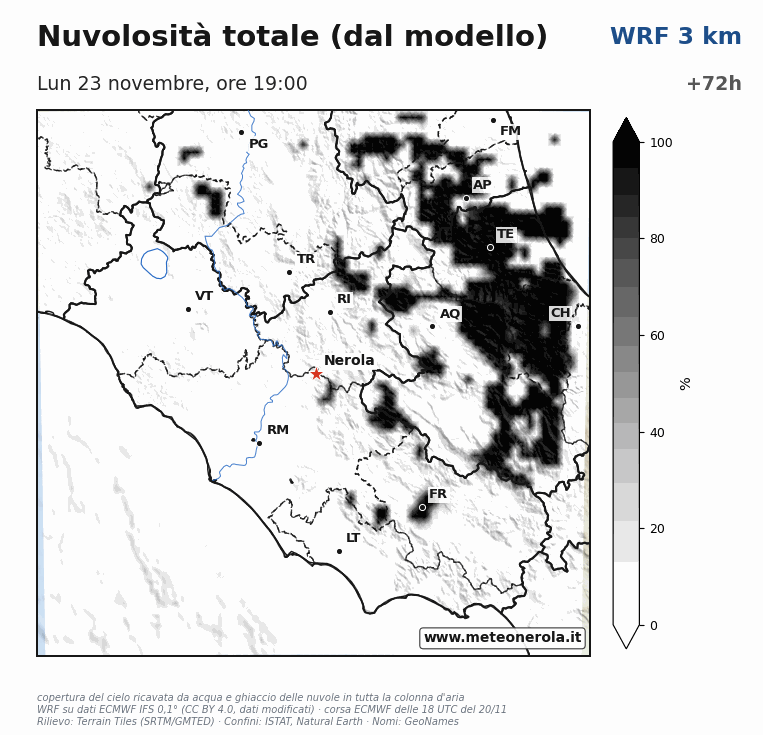 Nuvolosità totale (dal modello)
WRF 3 km
Lun 23 novembre, ore 19:00
+72h
FM
PG
AP
TE
TR
VT
RI
AQ
CH.
Nerola
RM
FR
LT
www.meteonerola.it
100
80
60
40
20
0
%
copertura del cielo ricavata da acqua e ghiaccio delle nuvole in tutta la colonna d'aria
WRF su dati ECMWF IFS 0,1° (CC BY 4.0, dati modificati) · corsa ECMWF delle 18 UTC del 20/11
Rilievo: Terrain Tiles (SRTM/GMTED) · Confini: ISTAT, Natural Earth · Nomi: GeoNames